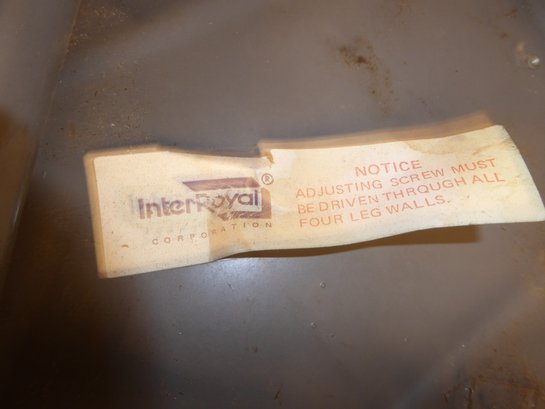 InterRoyal®
CORPORATION
NOTICE
ADJUSTING SCREW MUST
BE DRIVEN THROUGH ALL
FOUR LEG WALLS.